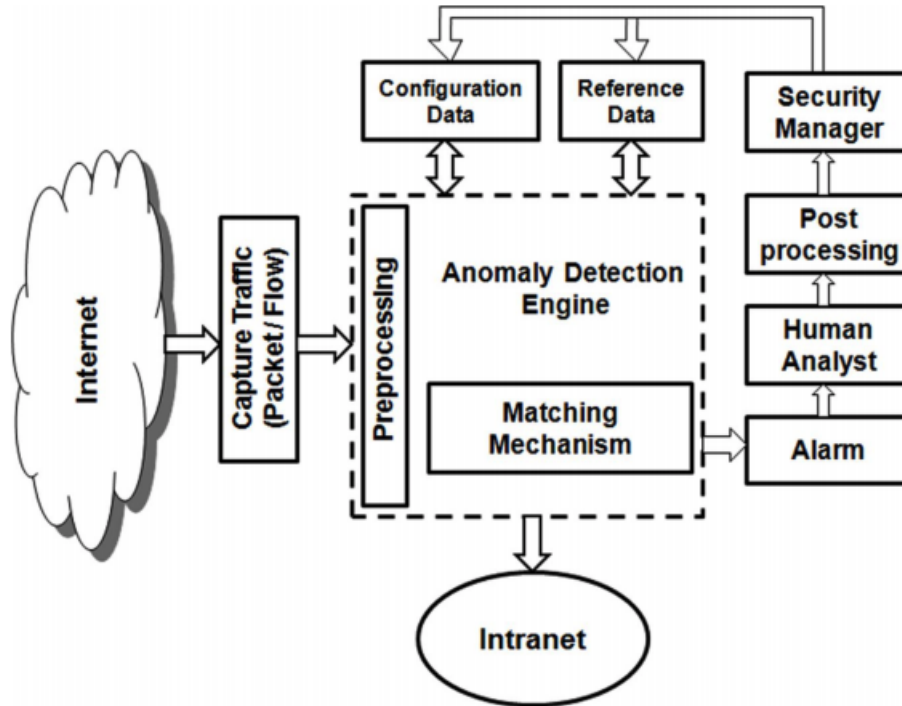 Internet
Capture Traffic
(Packet / Flow)
Configuration
Data
Reference
Data
Preprocessing
Anomaly Detection
Engine
Matching
Mechanism
Security
Manager
Post
processing
Human
Analyst
Alarm
Intranet